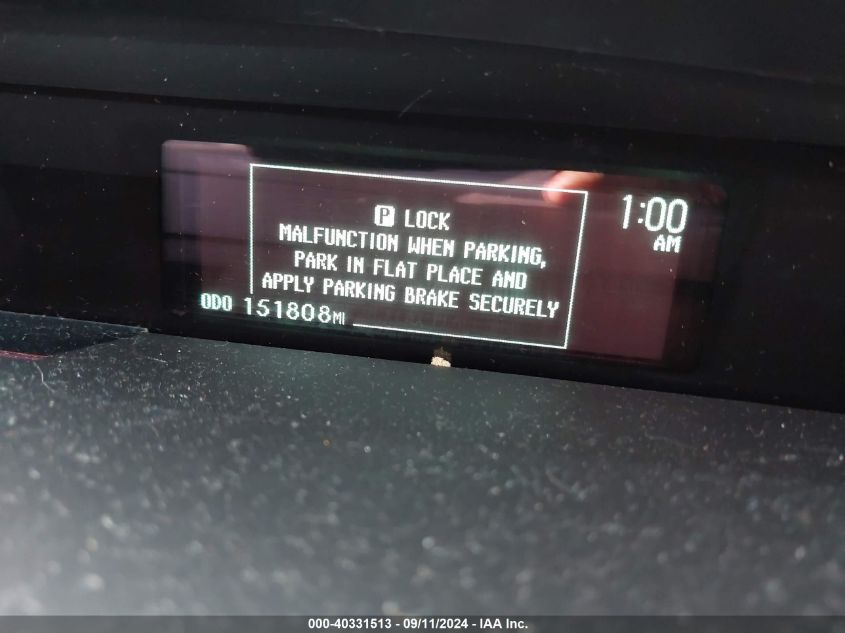 P LOCK
MALFUNCTION WHEN PARKING,
PARK IN FLAT PLACE AND
APPLY PARKING BRAKE SECURELY
1:00
AM
ODO 151808MI
000-40331513 - 09/11/2024 - IAA Inc.